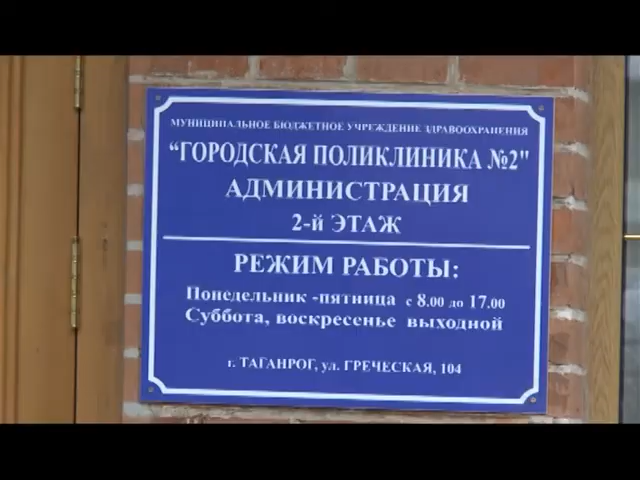 МУНИЦИПАЛЬНОЕ БЮДЖЕТНОЕ УЧРЕЖДЕНИЕ ЗДРАВООХРАНЕНИЯ
“ГОРОДСКАЯ ПОЛИКЛИНИКА №2"
АДМИНИСТРАЦИЯ
2-й ЭТАЖ
РЕЖИМ РАБОТЫ:
Понедельник -пятница с 8.00 до 17.00
Суббота, воскресенье выходной
г. ТАГАНРОГ, ул. ГРЕЧЕСКАЯ, 104